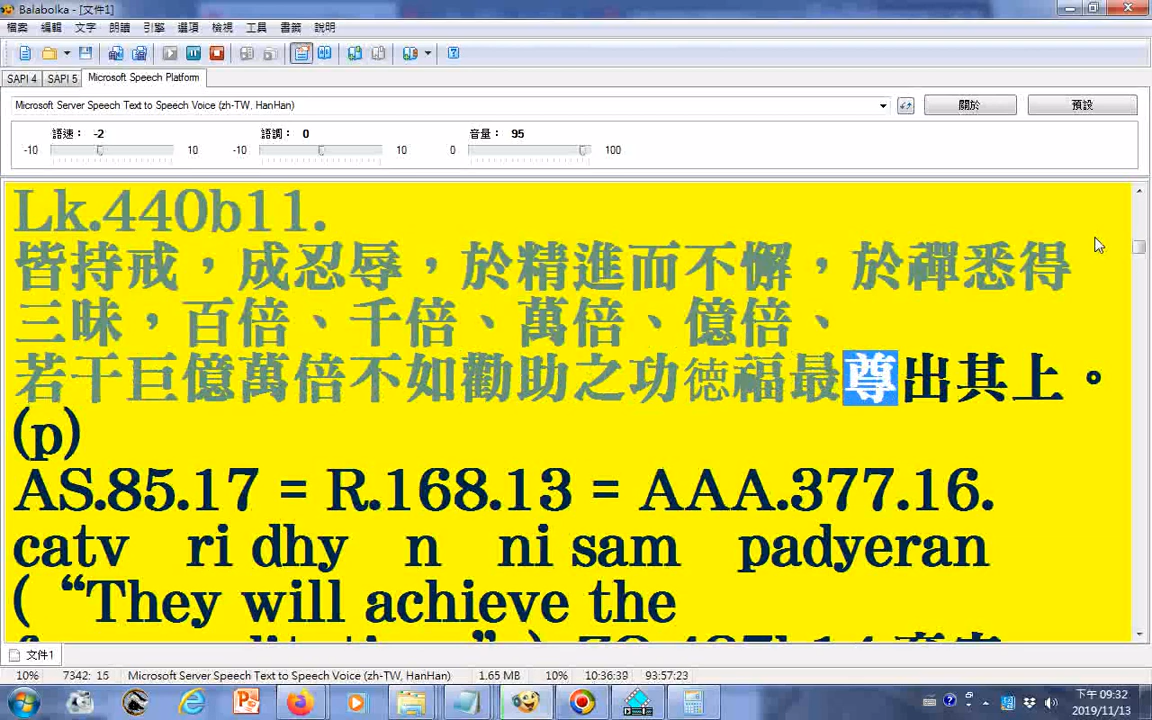 Balabolka - [文件1]
檔案 編輯 文字 朗讀 引擎 選項 檢視 工具 書籤 說明
SAPI 4 SAPI 5 Microsoft Speech Platform
Microsoft Server Speech Text to Speech Voice (zh-TW, HanHan) 關於 預設
語速： -2 語調： 0 音量： 95
-10 10 -10 10 0 100
Lk.440b11.
皆持戒，成忍辱，於精進而不懈，於禪悉得
三昧，百倍、千倍、萬倍、億倍、
若干巨億萬倍不如勸助之功徳福最尊出其上。
(p)
AS.85.17 = R.168.13 = AAA.377.16.
catv ri dhy n ni sam padyeran
( “They will achieve the
文件1
10% 7342: 15 Microsoft Server Speech Text to Speech Voice (zh-TW, HanHan) 1.65 MB 10% 10:36:39 93:57:23
下午 09:32
2019/11/13